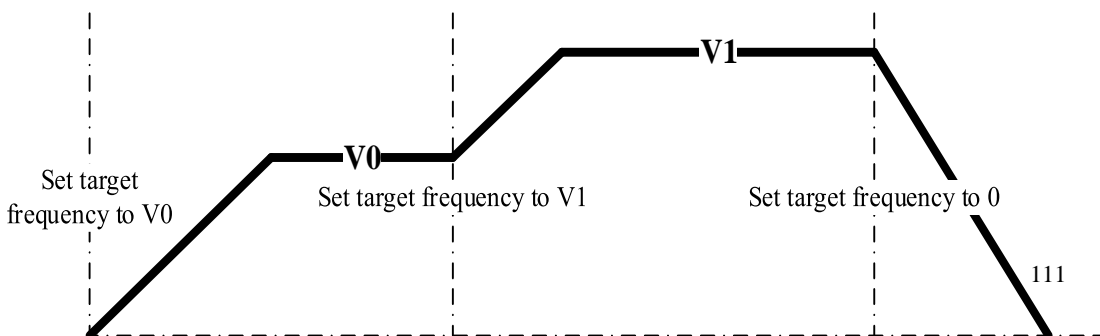 V1
V0
Set target
frequency to V0
Set target frequency to V1
Set target frequency to 0
111